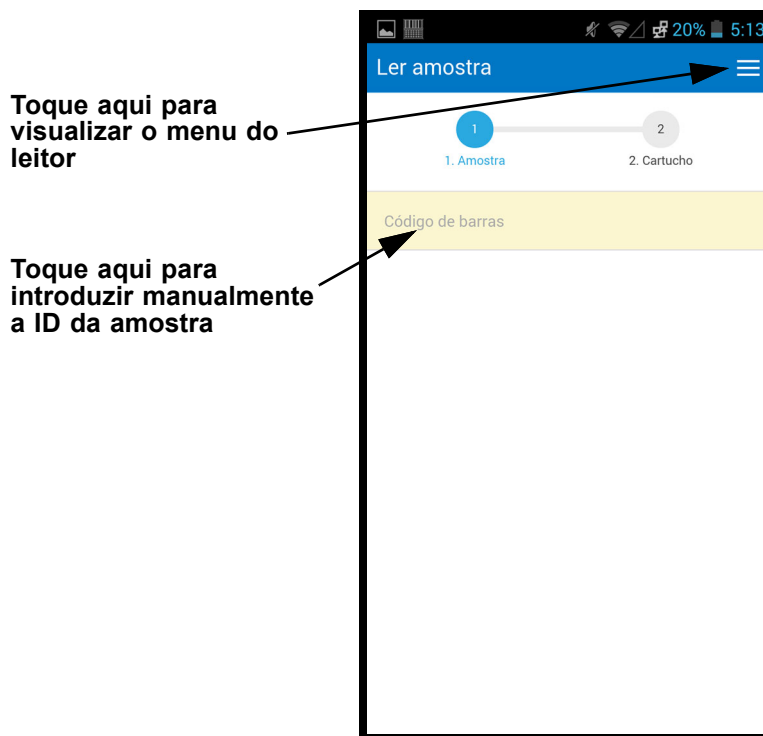 20% 5:13
Ler amostra
Toque aqui para
visualizar o menu do
leitor
1 2
1. Amostra 2. Cartucho
Código de barras
Toque aqui para
introduzir manualmente
a ID da amostra